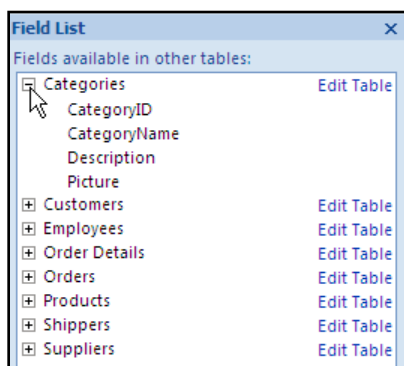 Field List
Fields available in other tables:
Categories Edit Table
CategoryID
CategoryName
Description
Picture
Customers Edit Table
Employees Edit Table
Order Details Edit Table
Orders Edit Table
Products Edit Table
Shippers Edit Table
Suppliers Edit Table